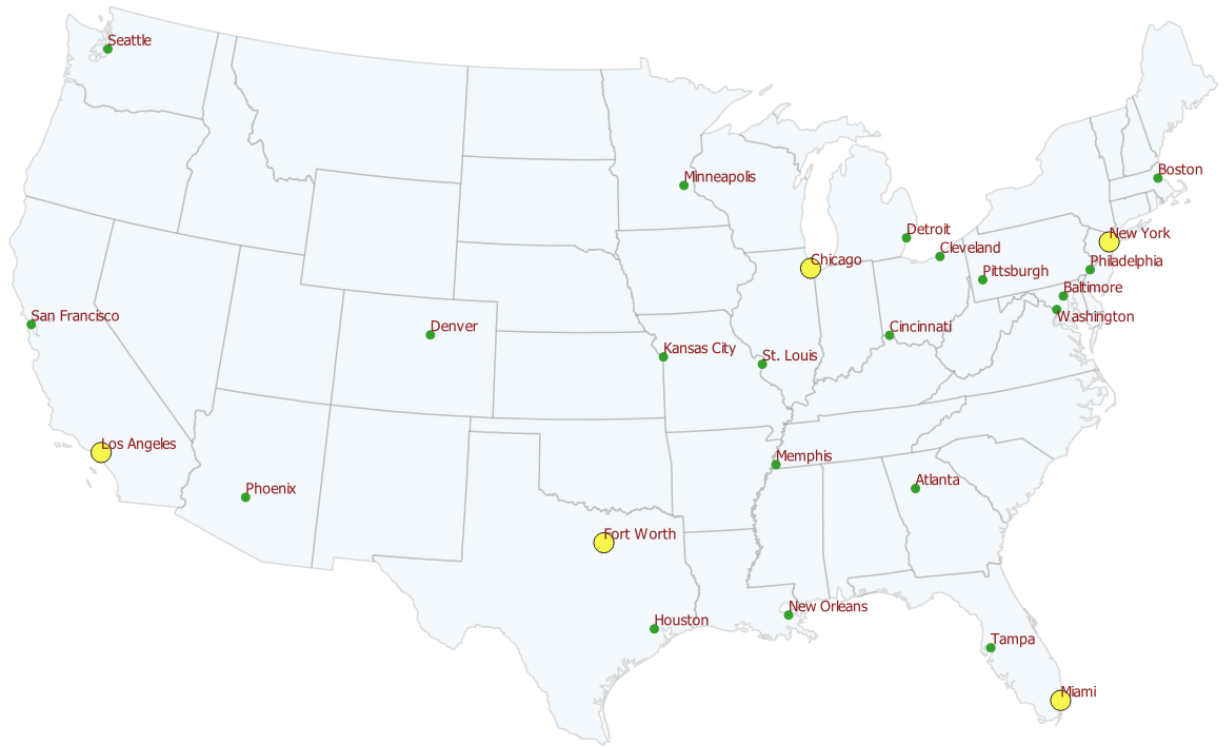 Seattle
Boston
Minneapolis
Detroit
New York
Cleveland
Chicago
Philadelphia
Pittsburgh
Baltimore
San Francisco
Washington
Denver
Cincinnati
Kansas City
St. Louis
Los Angeles
Memphis
Phoenix
Atlanta
Fort Worth
New Orleans
Houston
Tampa
Miami